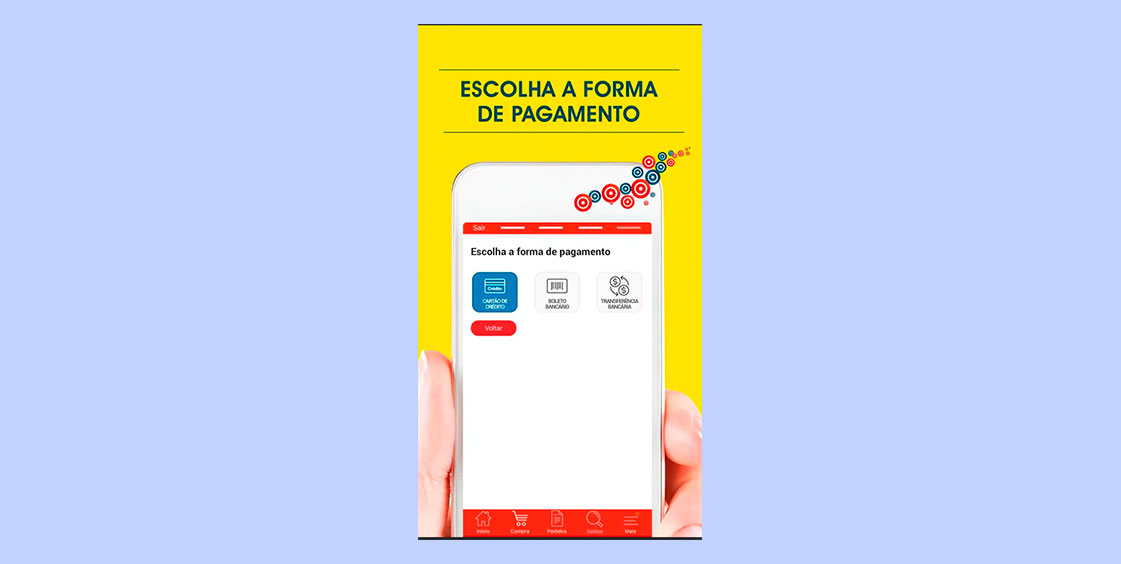 ESCOLHA A FORMA
DE PAGAMENTO
Sair
Escolha a forma de pagamento
Crédito
CARTÃO DE
CRÉDITO
BOLETO
BANCÁRIO
TRANSFERÊNCIA
BANCÁRIA
Voltar
Início
Compra
Pedidos
Mais